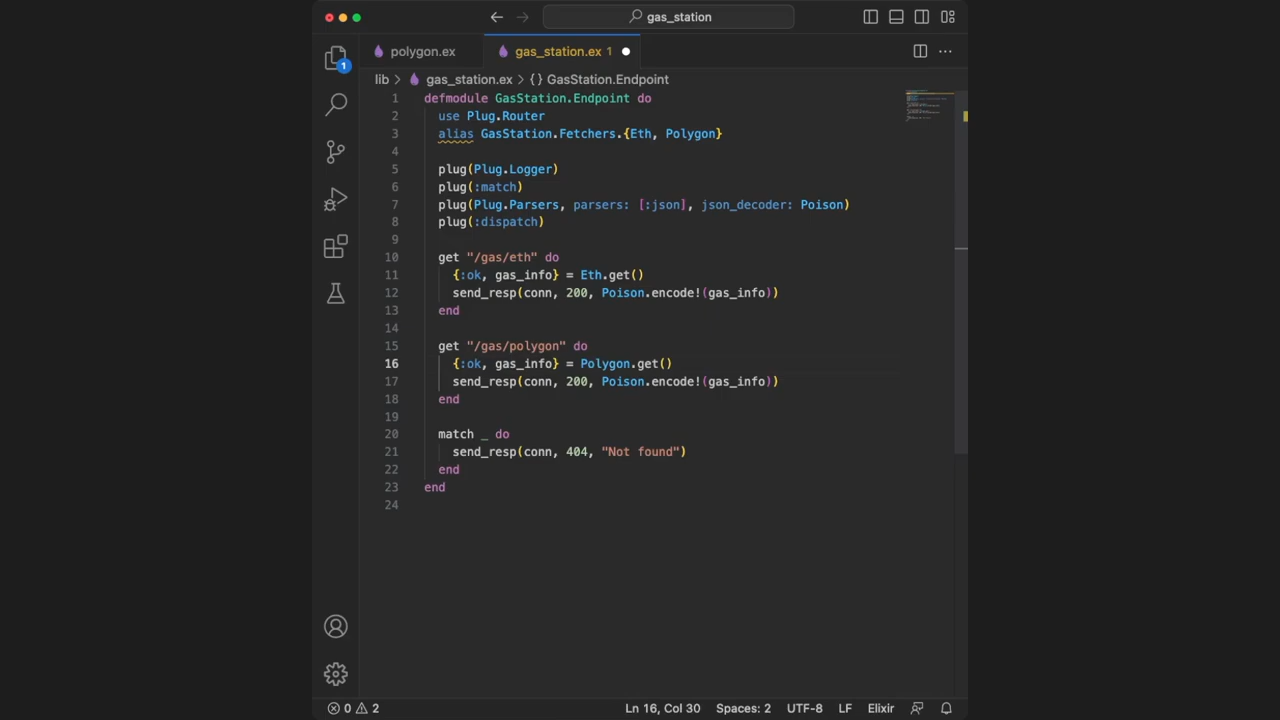 gas_station
polygon.ex
gas_station.ex 1
1
lib > gas_station.ex > {} GasStation.Endpoint
1 defmodule GasStation.Endpoint do
2 use Plug.Router
3 alias GasStation.Fetchers.{Eth, Polygon}
4
5 plug(Plug.Logger)
6 plug(:match)
7 plug(Plug.Parsers, parsers: [:json], json_decoder: Poison)
8 plug(:dispatch)
9
10 get "/gas/eth" do
11 {:ok, gas_info} = Eth.get()
12 send_resp(conn, 200, Poison.encode!(gas_info))
13 end
14
15 get "/gas/polygon" do
16 {:ok, gas_info} = Polygon.get()
17 send_resp(conn, 200, Poison.encode!(gas_info))
18 end
19
20 match _ do
21 send_resp(conn, 404, "Not found")
22 end
23 end
24
0 2 Ln 16, Col 30 Spaces: 2 UTF-8 LF Elixir